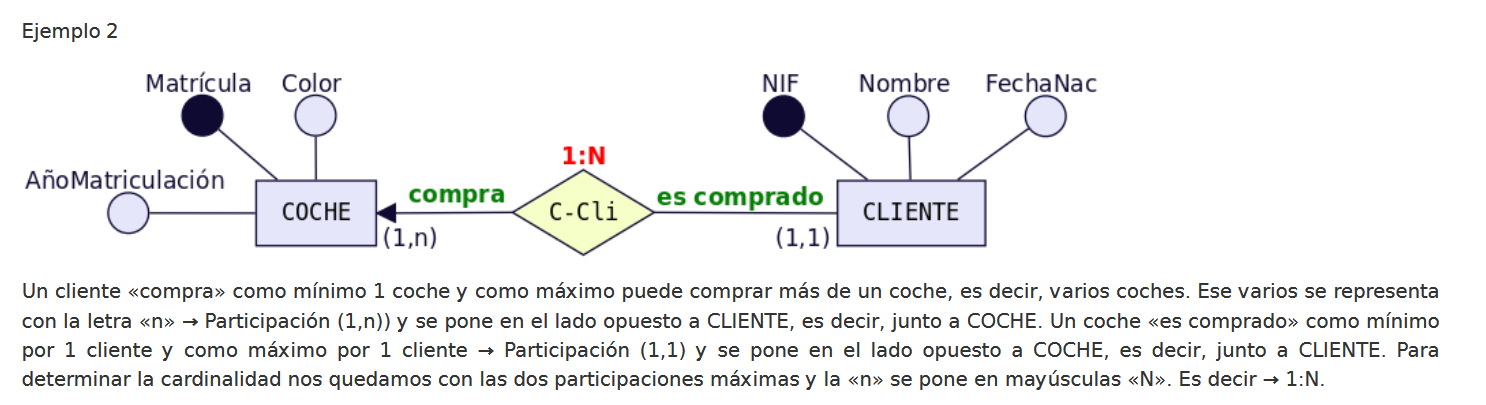 Ejemplo 2
Matrícula Color NIF Nombre FechaNac
1:N
AñoMatriculación compra es comprado
COCHE C-Cli CLIENTE
(1,n) (1,1)
Un cliente «compra» como mínimo 1 coche y como máximo puede comprar más de un coche, es decir, varios coches. Ese varios se representa
con la letra «n» → Participación (1,n)) y se pone en el lado opuesto a CLIENTE, es decir, junto a COCHE. Un coche «es comprado» como mínimo
por 1 cliente y como máximo por 1 cliente → Participación (1,1) y se pone en el lado opuesto a COCHE, es decir, junto a CLIENTE. Para
determinar la cardinalidad nos quedamos con las dos participaciones máximas y la «n» se pone en mayúsculas «N». Es decir → 1:N.